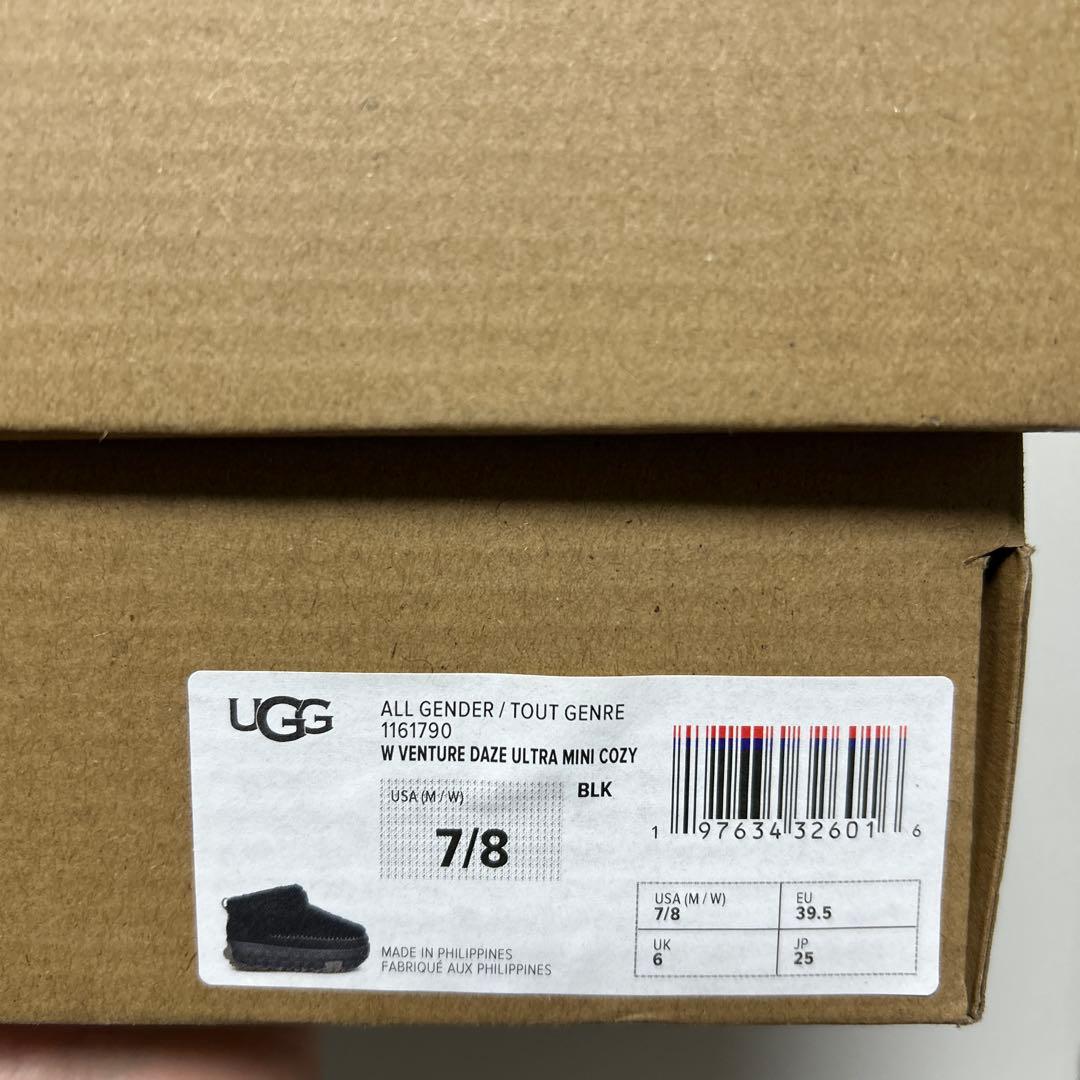 UGG
ALL GENDER / TOUT GENRE
1161790
W VENTURE DAZE ULTRA MINI COZY
BLK
USA (M / W)
7/8
1 97634 32601 6
USA (M / W)
7/8
EU
39.5
UK
6
JP
25
MADE IN PHILIPPINES
FABRIQUÉ AUX PHILIPPINES